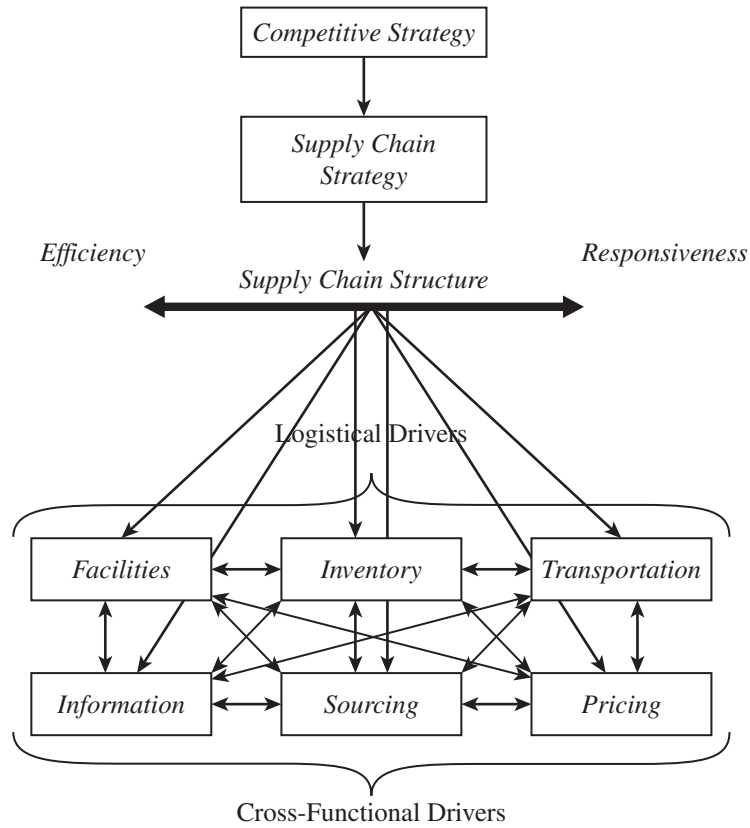 Competitive Strategy
Supply Chain
Strategy
Efficiency
Responsiveness
Supply Chain Structure
Logistical Drivers
Facilities
Inventory
Transportation
Information
Sourcing
Pricing
Cross-Functional Drivers